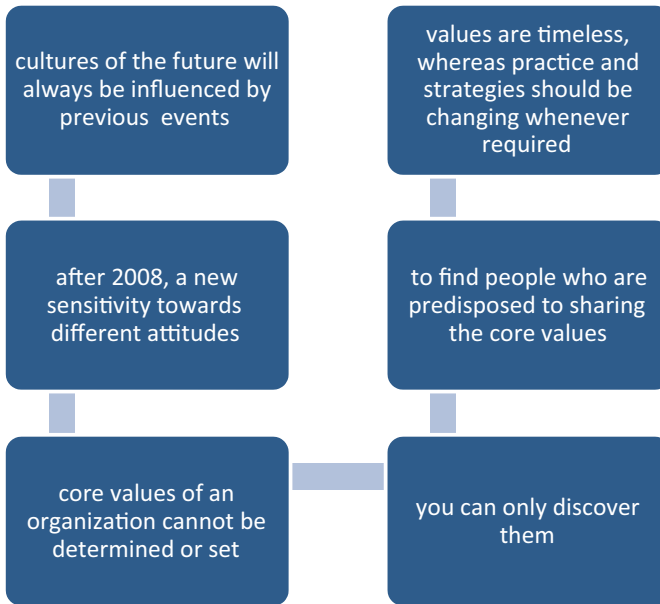 cultures of the future will
always be influenced by
previous events
after 2008, a new
sensitivity towards
different attitudes
core values of an
organization cannot be
determined or set
you can only discover
them
to find people who are
predisposed to sharing
the core values
values are timeless,
whereas practice and
strategies should be
changing whenever
required